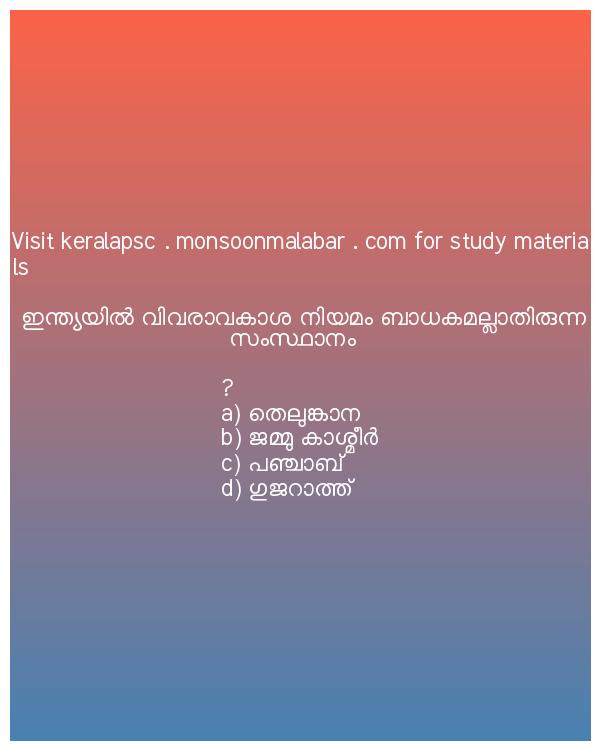 Visit keralapsc . monsoonmalabar . com for study materia
ls
ഇന്ത്യയിൽ വിവരാവകാശ നിയമം ബാധകമല്ലാതിരുന്ന
സംസ്ഥാനം
?
a) തെലുങ്കാന
b) ജമ്മു കാശ്മീർ
c) പഞ്ചാബ്
d) ഗുജറാത്ത്